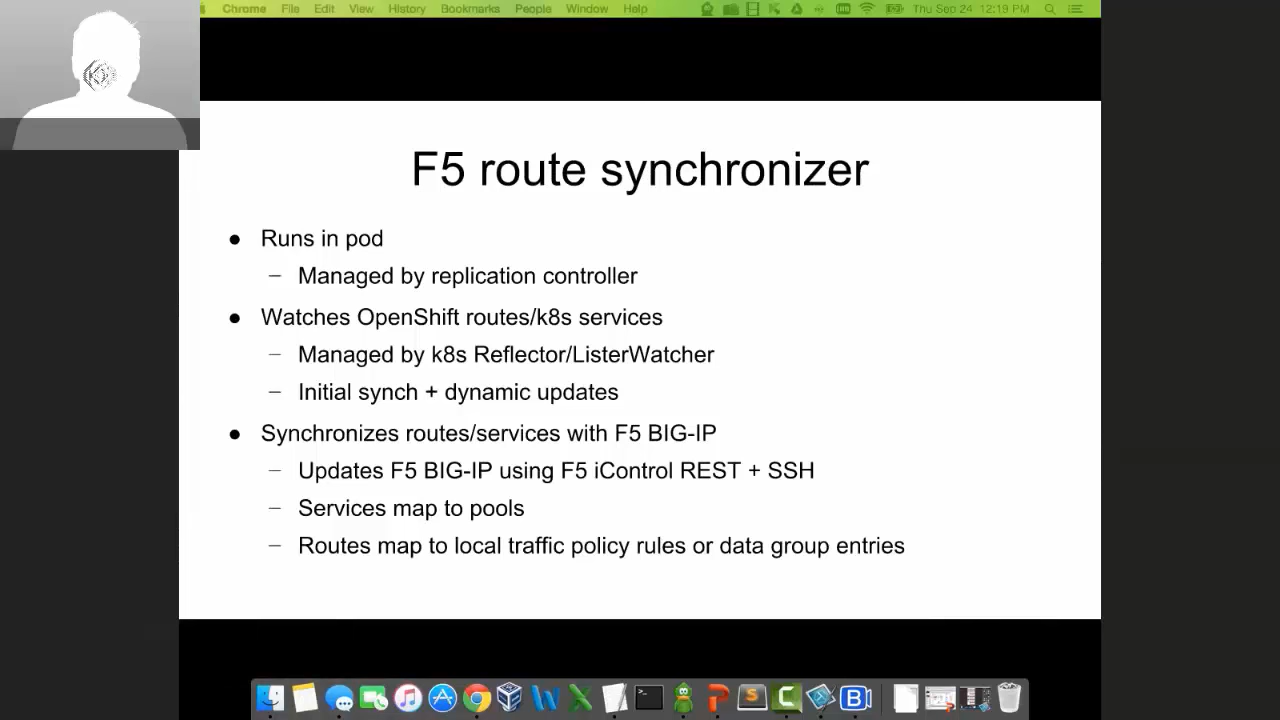 Chrome File Edit View History Bookmarks People Window Help Thu Sep 24 12:19 PM
F5 route synchronizer
● Runs in pod
– Managed by replication controller
● Watches OpenShift routes/k8s services
– Managed by k8s Reflector/ListerWatcher
– Initial synch + dynamic updates
● Synchronizes routes/services with F5 BIG-IP
– Updates F5 BIG-IP using F5 iControl REST + SSH
– Services map to pools
– Routes map to local traffic policy rules or data group entries